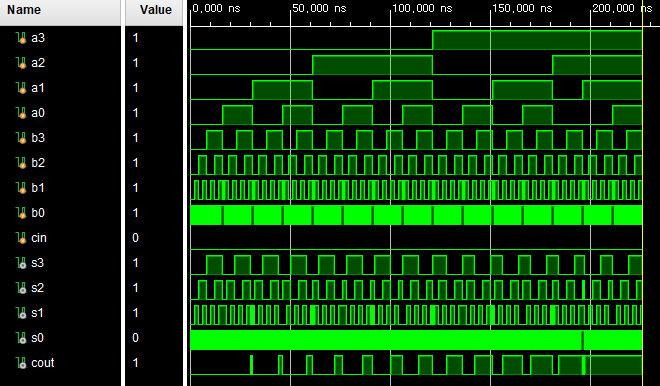 Name Value 0,000 ns 50,000 ns 100,000 ns 150,000 ns 200,000 ns
a3 1
a2 1
a1 1
a0 1
b3 1
b2 1
b1 1
b0 1
cin 0
s3 1
s2 1
s1 1
s0 0
cout 1